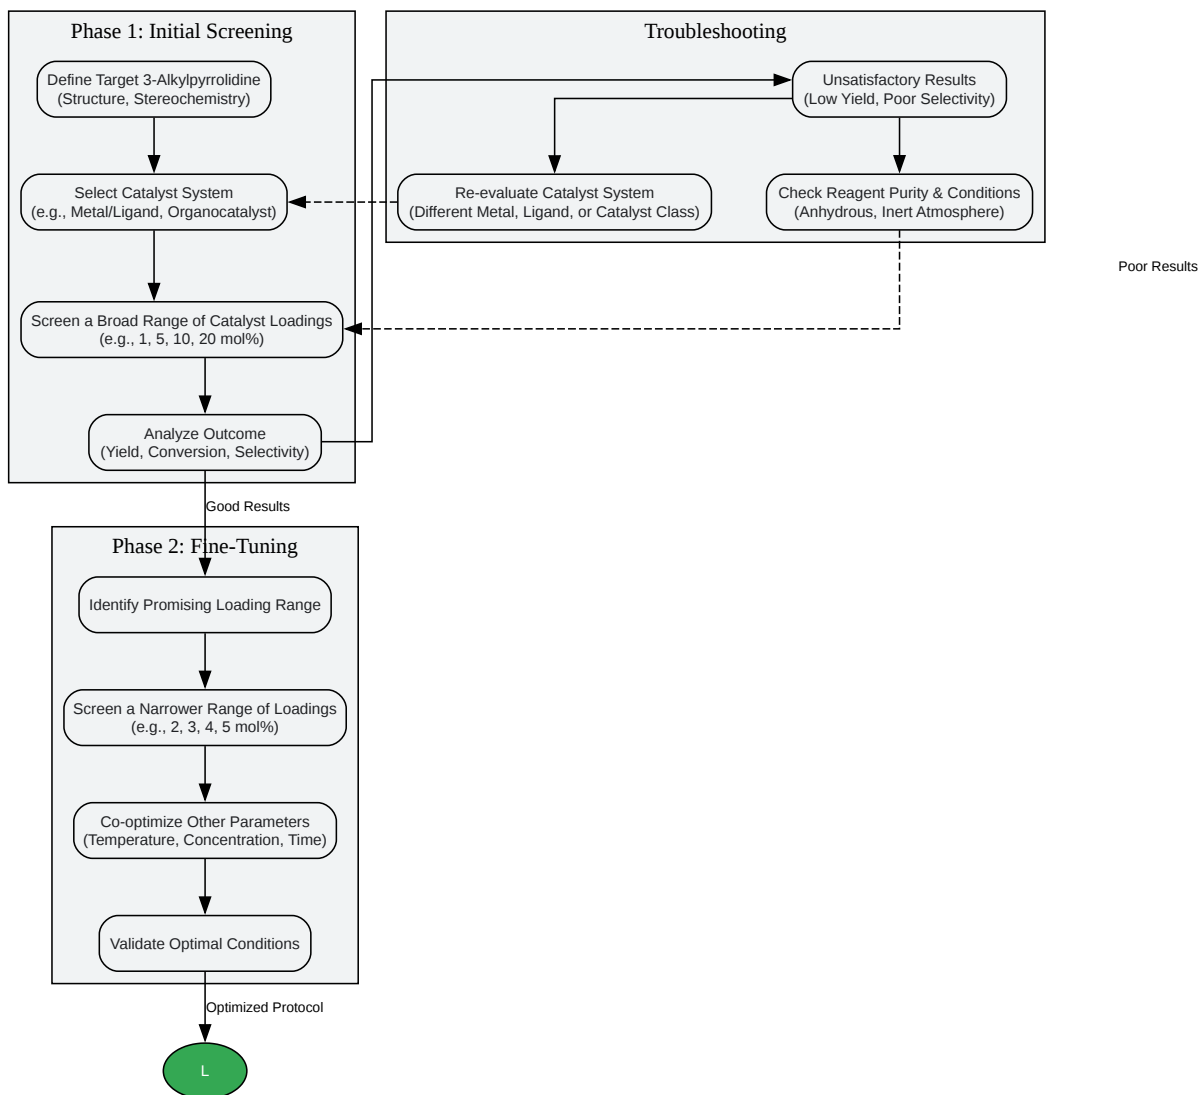 Phase 1: Initial Screening
Define Target 3-Alkylpyrrolidine
(Structure, Stereochemistry)
Select Catalyst System
(e.g., Metal/Ligand, Organocatalyst)
Screen a Broad Range of Catalyst Loadings
(e.g., 1, 5, 10, 20 mol%)
Analyze Outcome
(Yield, Conversion, Selectivity)
Troubleshooting
Unsatisfactory Results
(Low Yield, Poor Selectivity)
Re-evaluate Catalyst System
(Different Metal, Ligand, or Catalyst Class)
Check Reagent Purity & Conditions
(Anhydrous, Inert Atmosphere)
Poor Results
Good Results
Phase 2: Fine-Tuning
Identify Promising Loading Range
Screen a Narrower Range of Loadings
(e.g., 2, 3, 4, 5 mol%)
Co-optimize Other Parameters
(Temperature, Concentration, Time)
Validate Optimal Conditions
Optimized Protocol
L